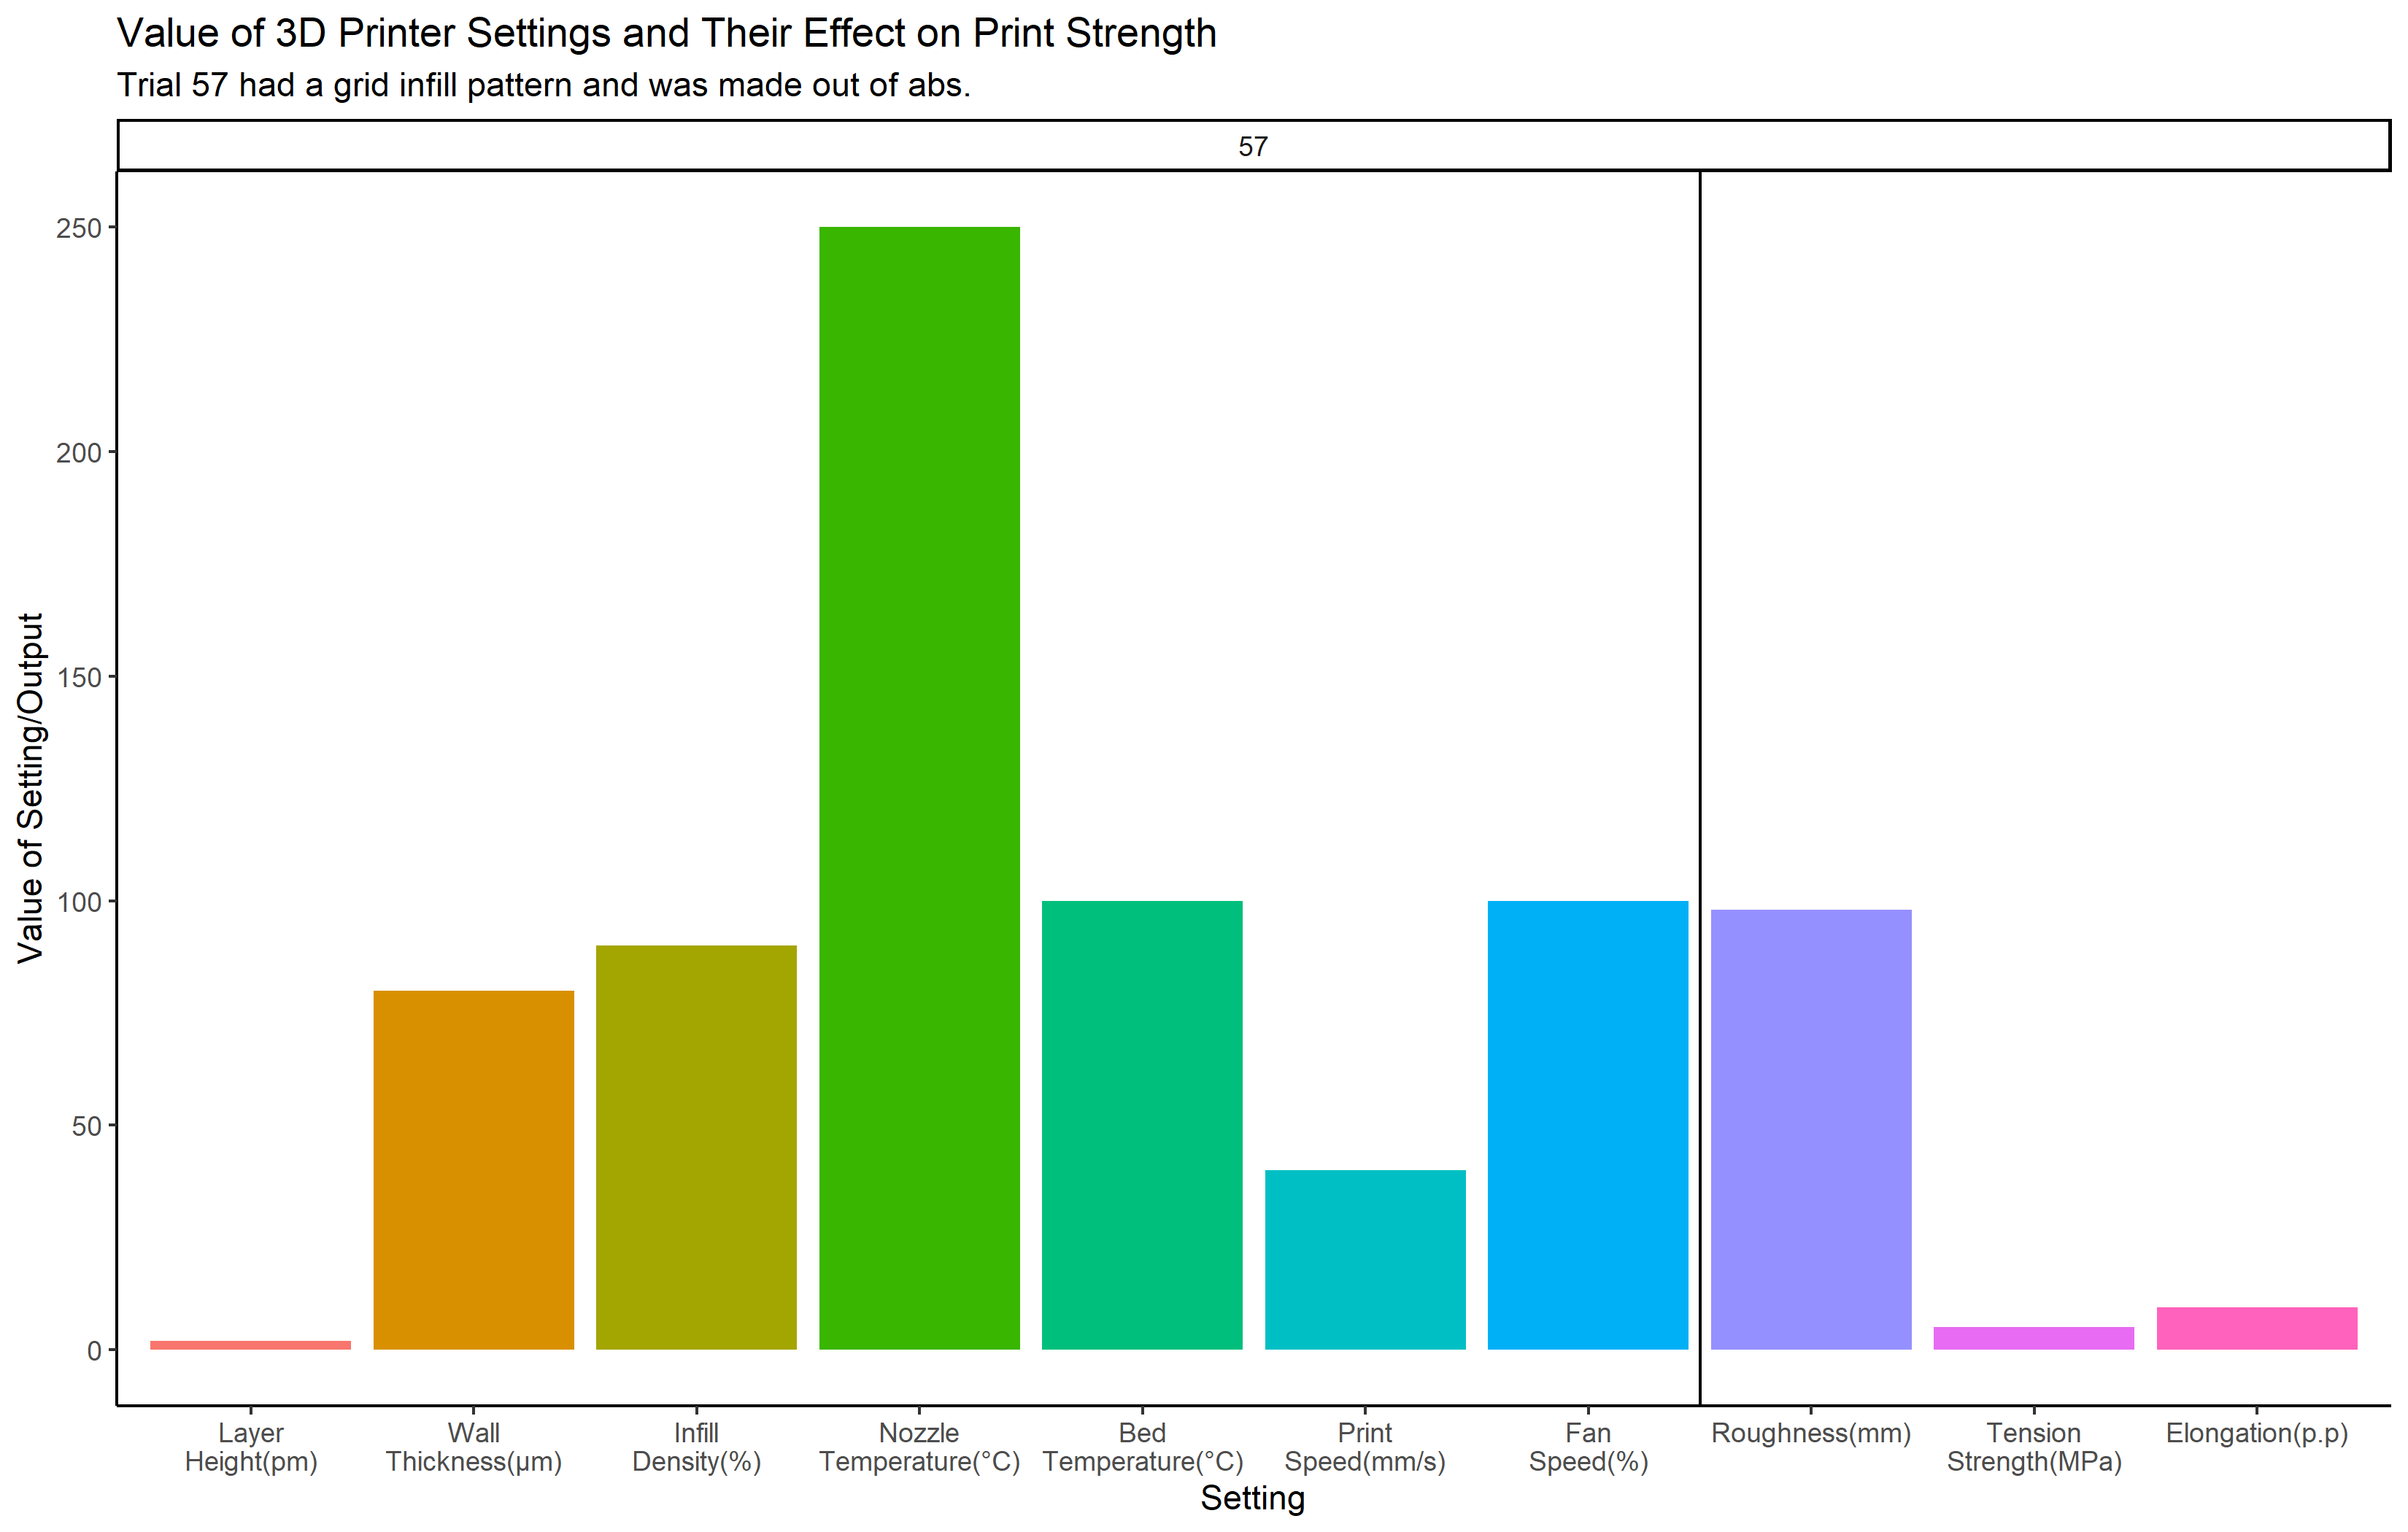 Value of 3D Printer Settings and Their Effect on Print Strength
Trial 57 had a grid infill pattern and was made out of abs.
57
Value of Setting/Output
250
200
150
100
50
0
Layer
Height(pm)
Wall
Thickness(µm)
Infill
Density(%)
Nozzle
Temperature(°C)
Bed
Temperature(°C)
Print
Speed(mm/s)
Fan
Speed(%)
Roughness(mm)
Tension
Strength(MPa)
Elongation(p.p)
Setting